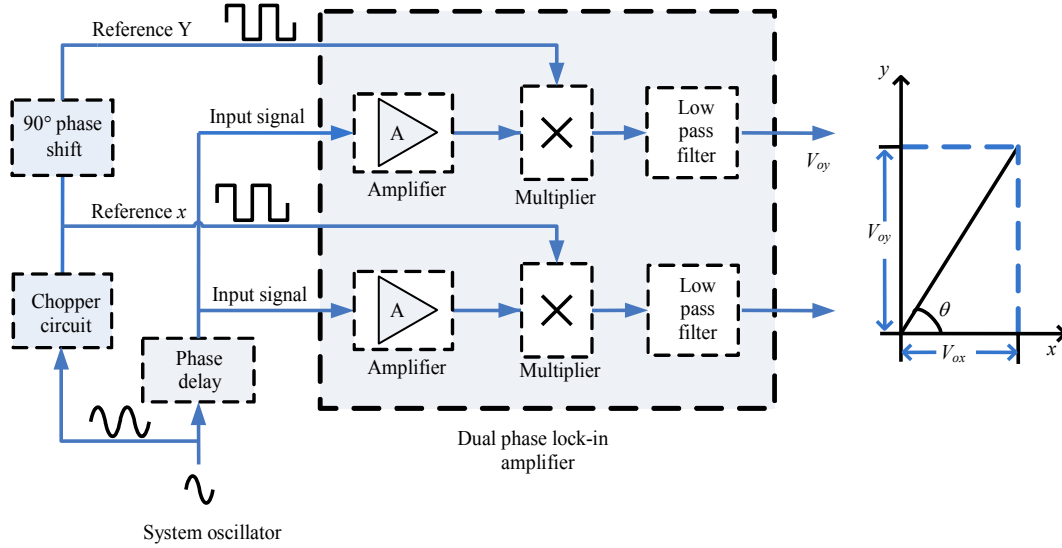 Reference Y
90° phase
shift
Input signal
A
Amplifier
Multiplier
Low
pass
filter
Voy
Reference x
Chopper
circuit
Input signal
A
Amplifier
Multiplier
Low
pass
filter
Phase
delay
Dual phase lock-in
amplifier
System oscillator
y
Voy
θ
Vox
x